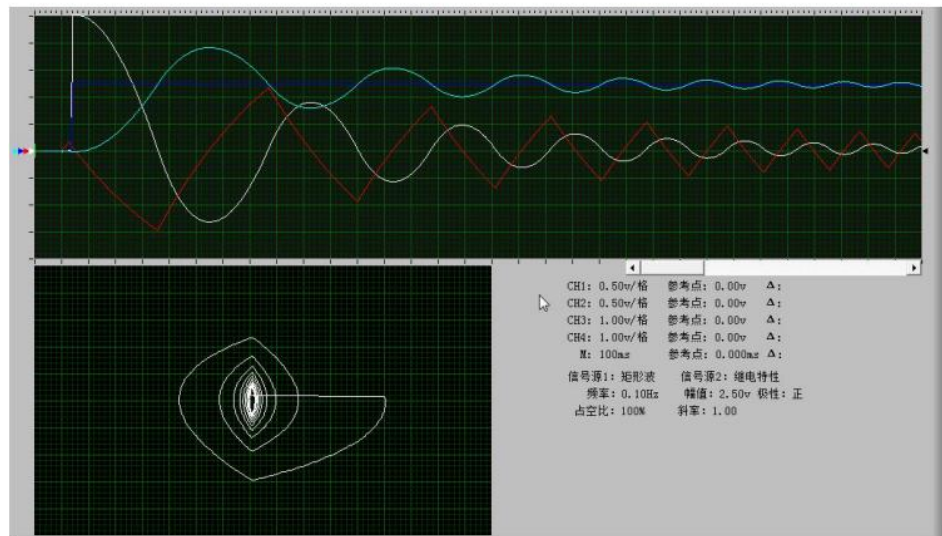 CH1: 0.50v/格 参考点: 0.00v Δ:
CH2: 0.50v/格 参考点: 0.00v Δ:
CH3: 1.00v/格 参考点: 0.00v Δ:
CH4: 1.00v/格 参考点: 0.00v Δ:
M: 100ms 参考点: 0.000ms Δ:
信号源1: 矩形波 信号源2: 继电特性
频率: 0.10Hz 幅值: 2.50v 极性: 正
占空比: 100% 斜率: 1.00